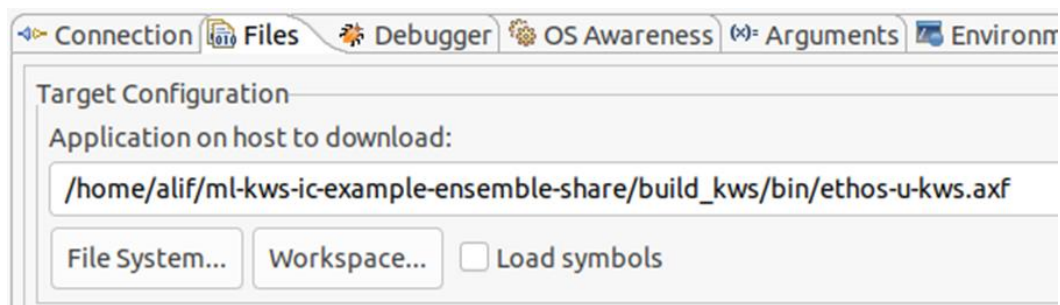 Connection Files Debugger OS Awareness (x)= Arguments Environm
Target Configuration
Application on host to download:
/home/alif/ml-kws-ic-example-ensemble-share/build_kws/bin/ethos-u-kws.axf
File System... Workspace... Load symbols